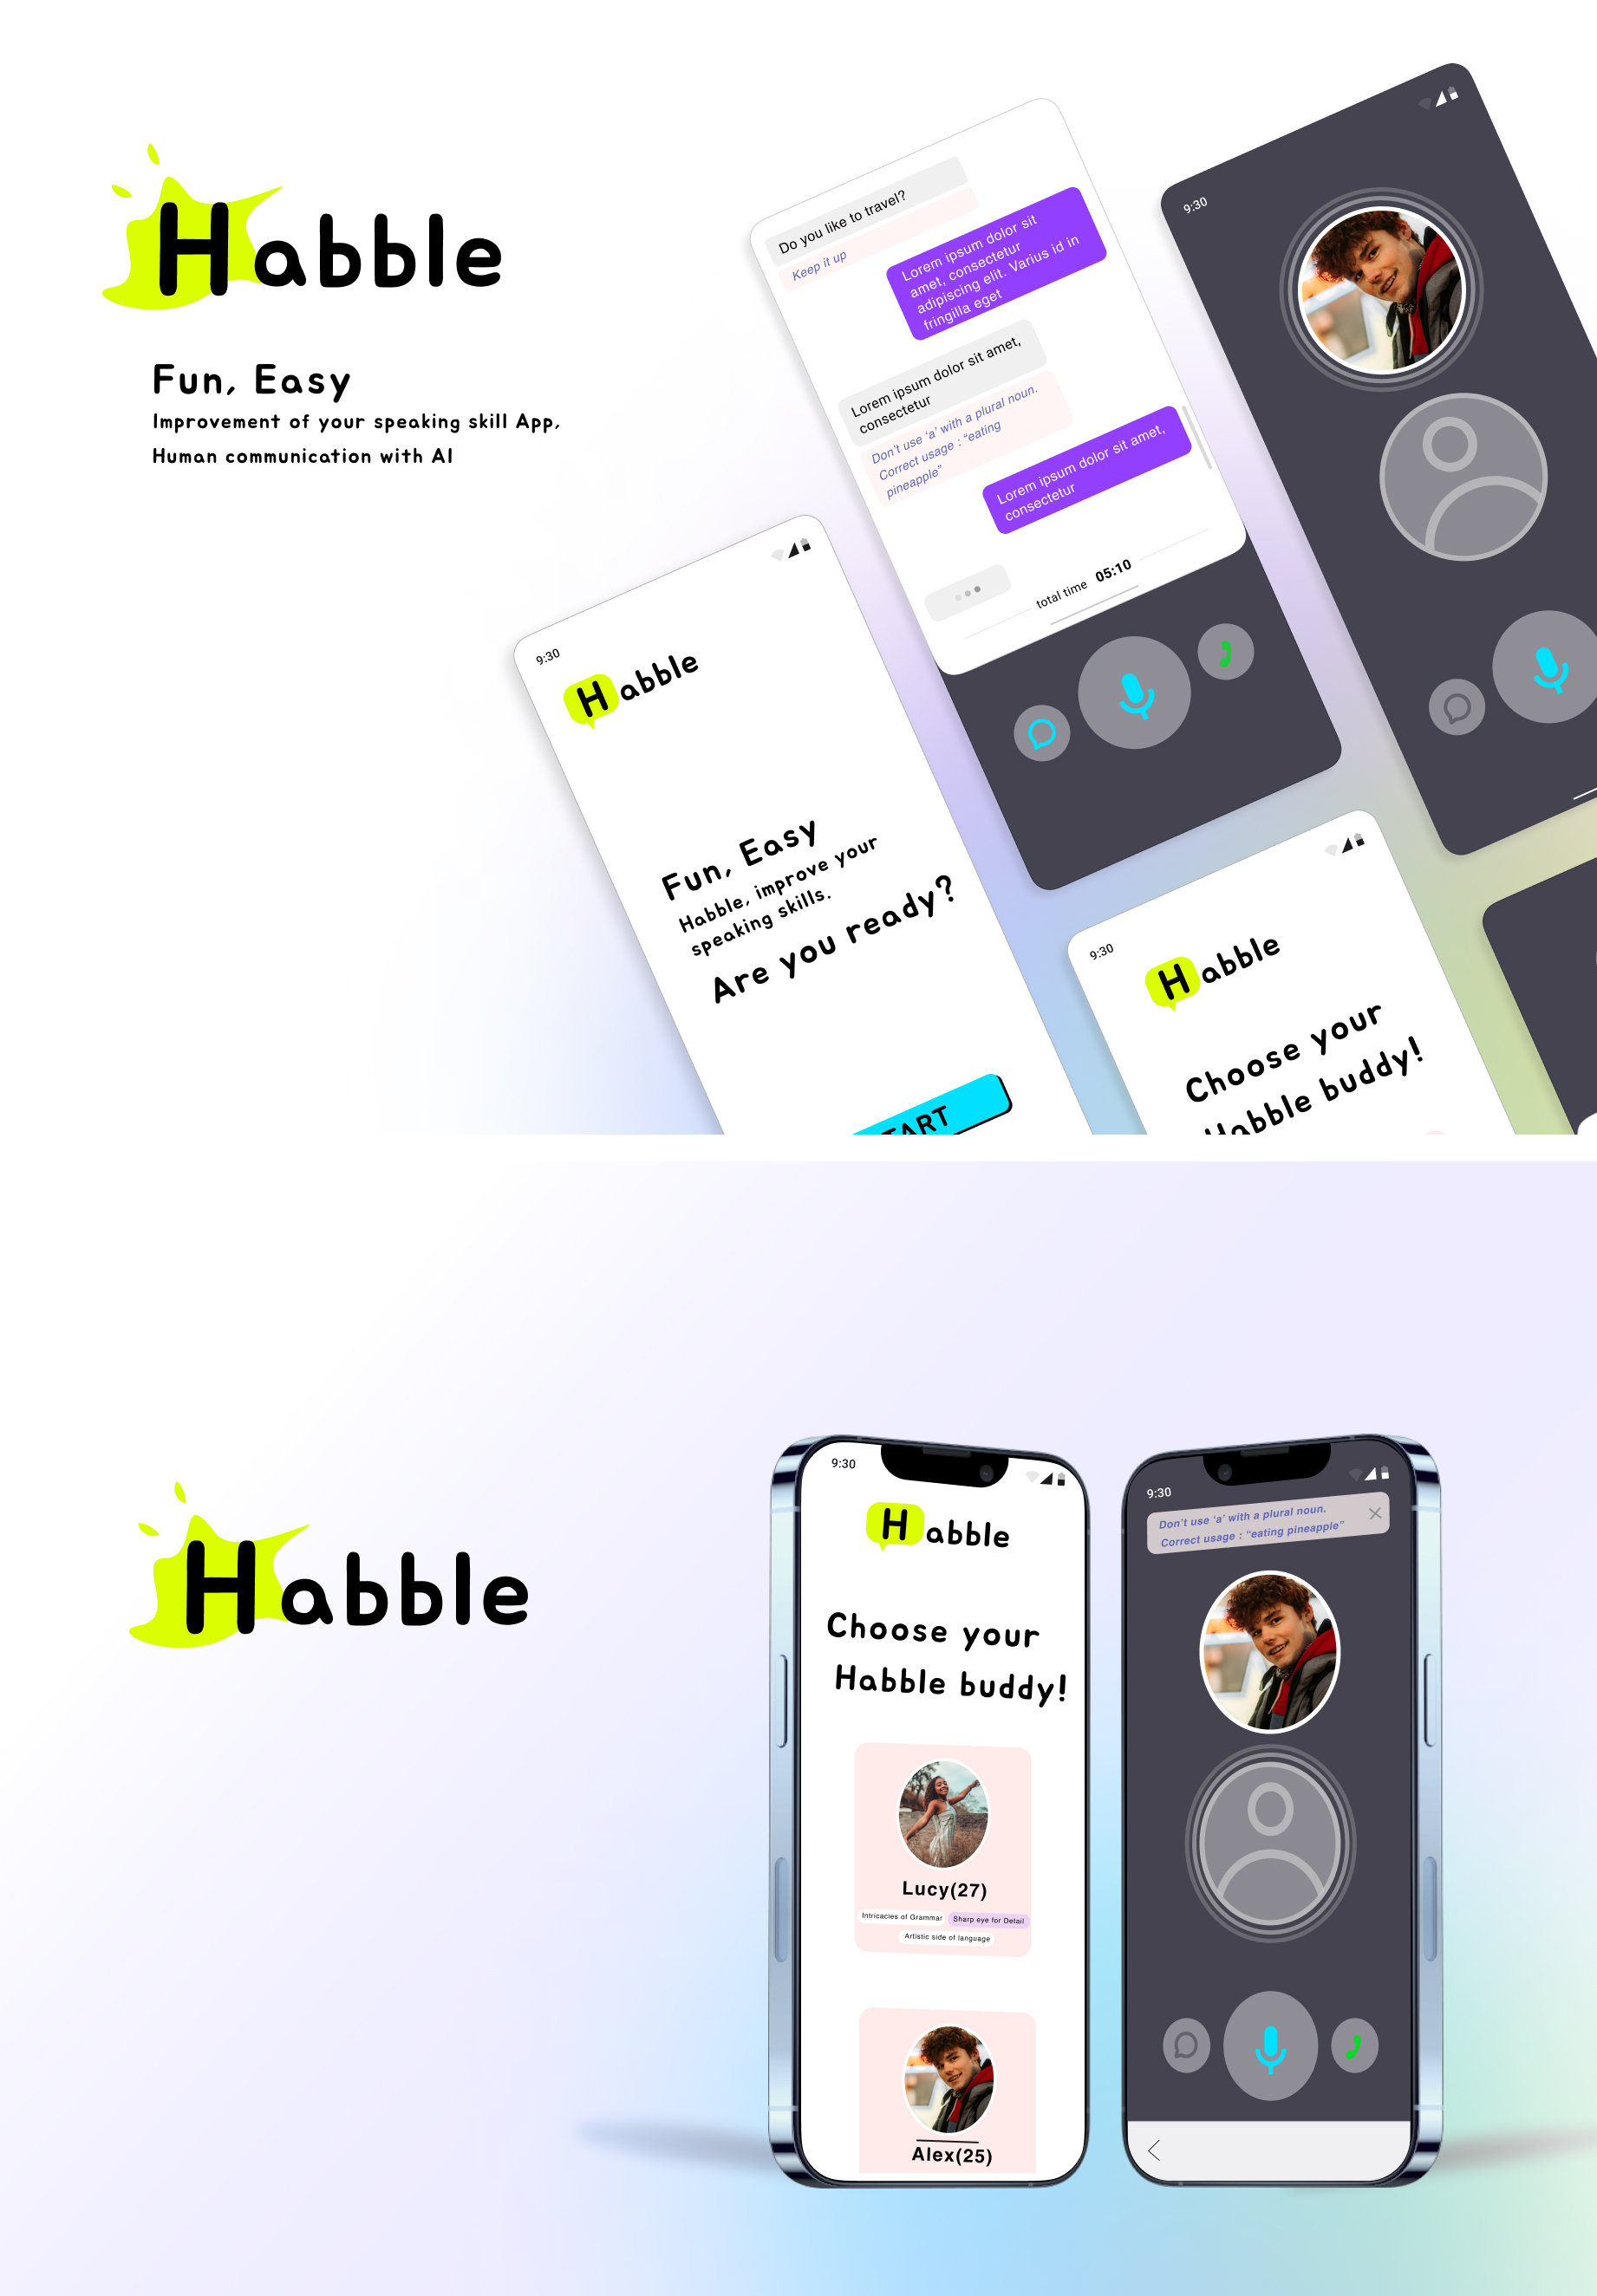 Habble
Fun, Easy
Improvement of your speaking skill App,
Human communication with AI
Do you like to travel?
Keep it up
Lorem ipsum dolor sit
amet, consectetur
adipiscing elit. Varius id in
fringilla eget
Lorem ipsum dolor sit amet,
consectetur
Don't use ‘a’ with a plural noun.
Correct usage : “eating
pineapple”
Lorem ipsum dolor sit amet,
consectetur
total time 05:10
9:30
9:30
Habble
Fun, Easy
Habble, improve your
speaking skills.
Are you ready?
TART
9:30
Habble
Choose your
Habble buddy!
Habble
9:30
Habble
Choose your
Habble buddy!
Lucy(27)
Intricacies of Grammar
Sharp eye for Detail
Artistic side of language
Alex(25)
9:30
Don't use ‘a’ with a plural noun.
Correct usage : “eating pineapple”